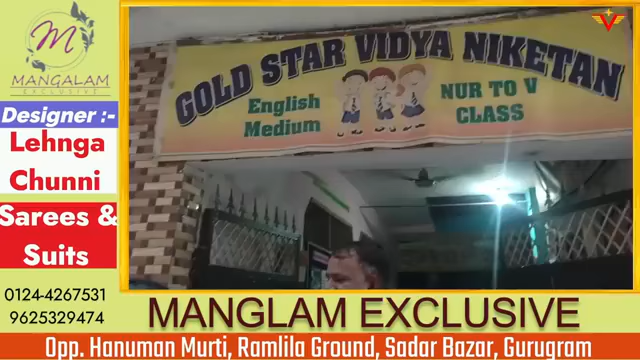 M
MANGALAM
EXCLUSIVE
Designer :-
Lehnga
Chunni
Sarees &
Suits
0124-4267531
9625329474
GOLD STAR VIDYA NIKETAN
English
Medium
NUR TO V
CLASS
V
MANGLAM EXCLUSIVE
Opp. Hanuman Murti, Ramlila Ground, Sadar Bazar, Gurugram